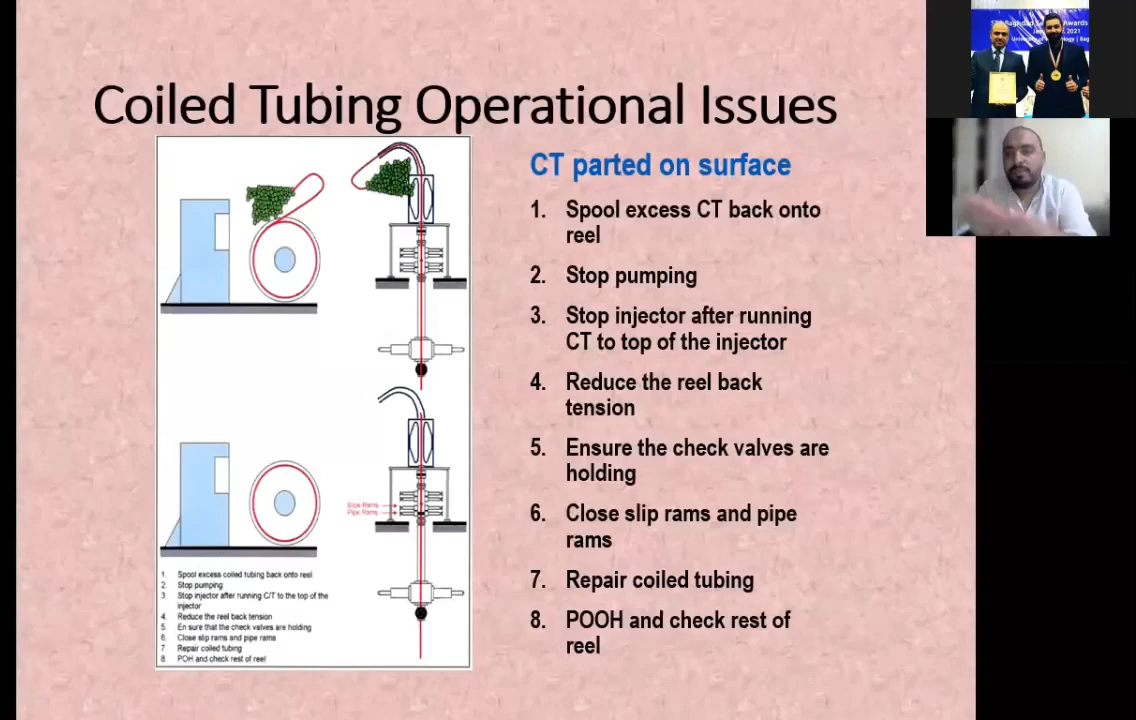 Coiled Tubing Operational Issues
CT parted on surface
1. Spool excess CT back onto
reel
2. Stop pumping
3. Stop injector after running
CT to top of the injector
4. Reduce the reel back
tension
5. Ensure the check valves are
holding
6. Close slip rams and pipe
rams
7. Repair coiled tubing
8. POOH and check rest of
reel
Slips Rams
Pipe Rams
1. Spool excess coiled tubing back onto reel
2. Stop pumping
3. Stop injector after running C/T to the top of the
injector
4. Reduce the reel back tension
5. En sure that the check valves are holding
6. Close slip rams and pipe rams
7. Repair coiled tubing
8. POH and check rest of reel
Baghdad
Awards
2021